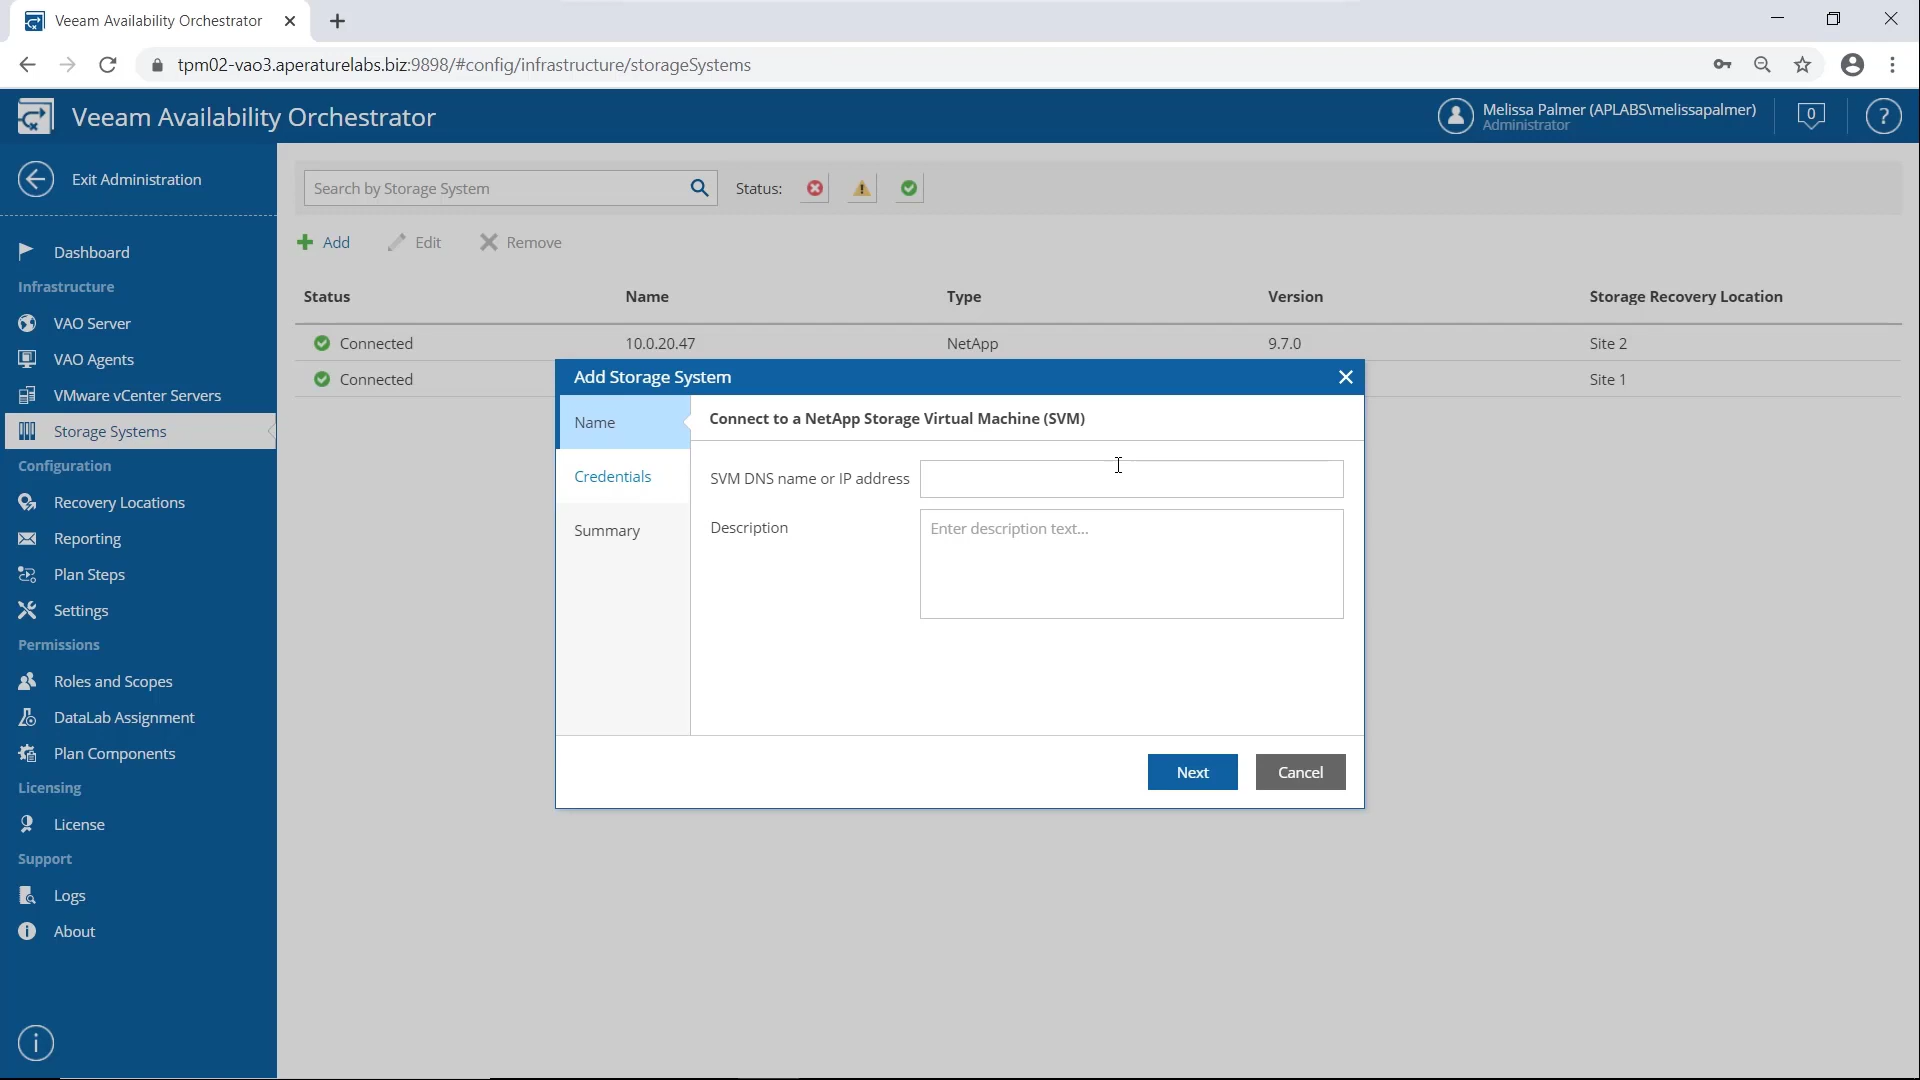 Veeam Availability Orchestrator
tpm02-vao3.aperaturelabs.biz:9898/#config/infrastructure/storageSystems
Veeam Availability Orchestrator
Melissa Palmer (APLABS\melissapalmer)
Administrator
0
?
Exit Administration
Dashboard
Infrastructure
VAO Server
VAO Agents
VMware vCenter Servers
Storage Systems
Configuration
Recovery Locations
Reporting
Plan Steps
Settings
Permissions
Roles and Scopes
DataLab Assignment
Plan Components
Licensing
License
Support
Logs
About
Search by Storage System
Status:
Add
Edit
Remove
Status Name Type Version Storage Recovery Location
Connected 10.0.20.47 NetApp 9.7.0 Site 2
Connected Site 1
Add Storage System
Name
Credentials
Summary
Connect to a NetApp Storage Virtual Machine (SVM)
SVM DNS name or IP address
Description
Enter description text...
Next
Cancel